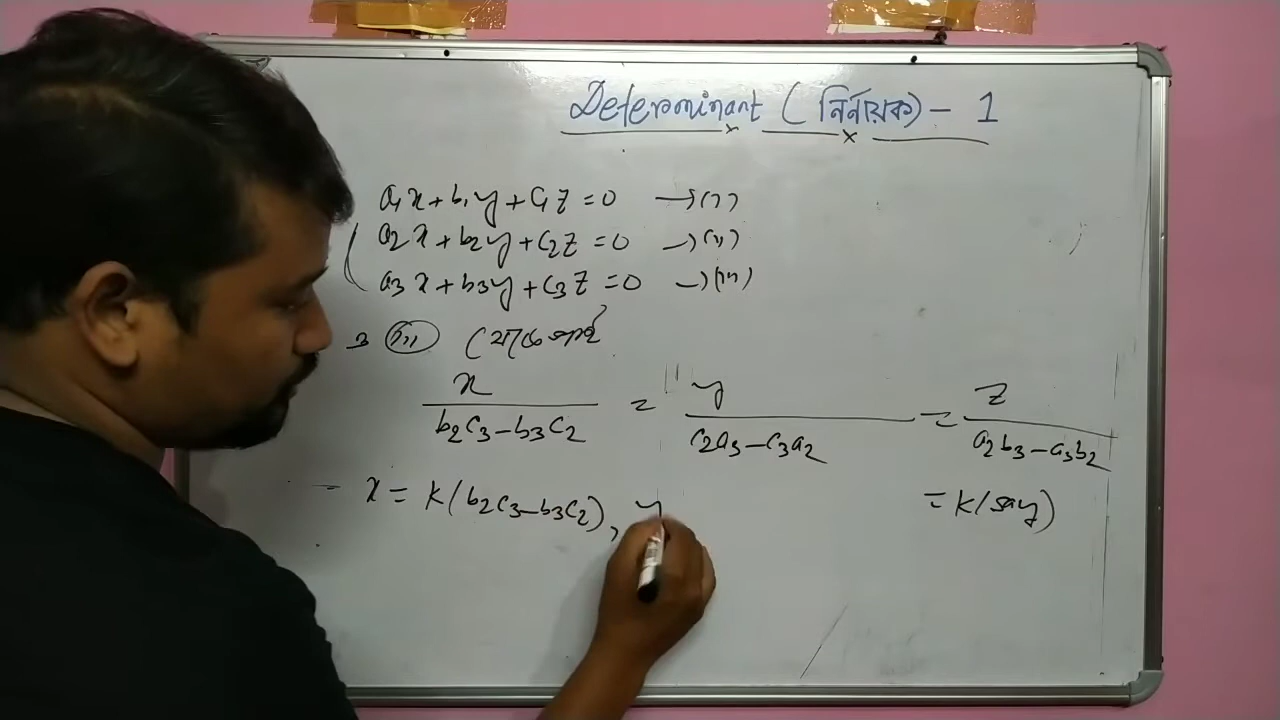 Determinant (নির্নায়ক) - 1
a₁x + b₁y + c₁z = 0 →(i)
a₂x + b₂y + c₂z = 0 →(ii)
a₃x + b₃y + c₃z = 0 →(iii)
(iii) থেকে পাই
x/(b₂c₃ - b₃c₂) = y/(c₂a₃ - c₃a₂) = z/(a₂b₃ - a₃b₂)
= k(say)
x = k(b₂c₃ - b₃c₂), y